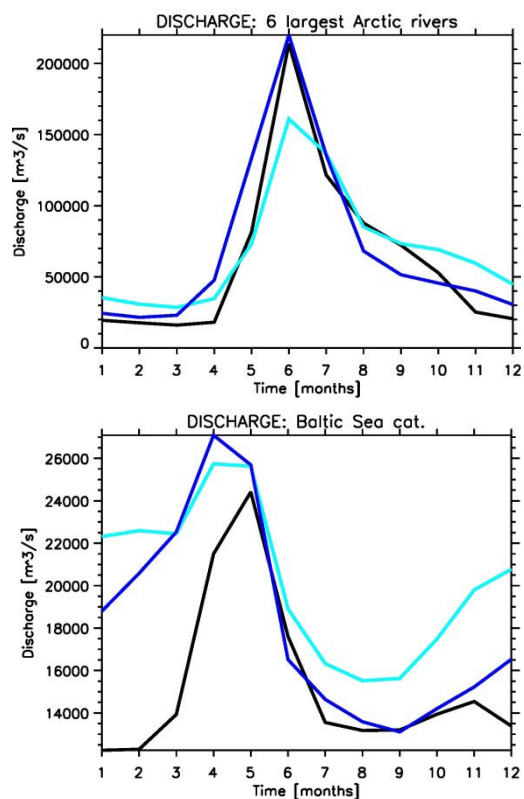 DISCHARGE: 6 largest Arctic rivers
200000
150000
100000
50000
0
Discharge [m^3/s]
1 2 3 4 5 6 7 8 9 10 11 12
Time [months]
DISCHARGE: Baltic Sea cat.
26000
24000
22000
20000
18000
16000
14000
Discharge [m^3/s]
1 2 3 4 5 6 7 8 9 10 11 12
Time [months]